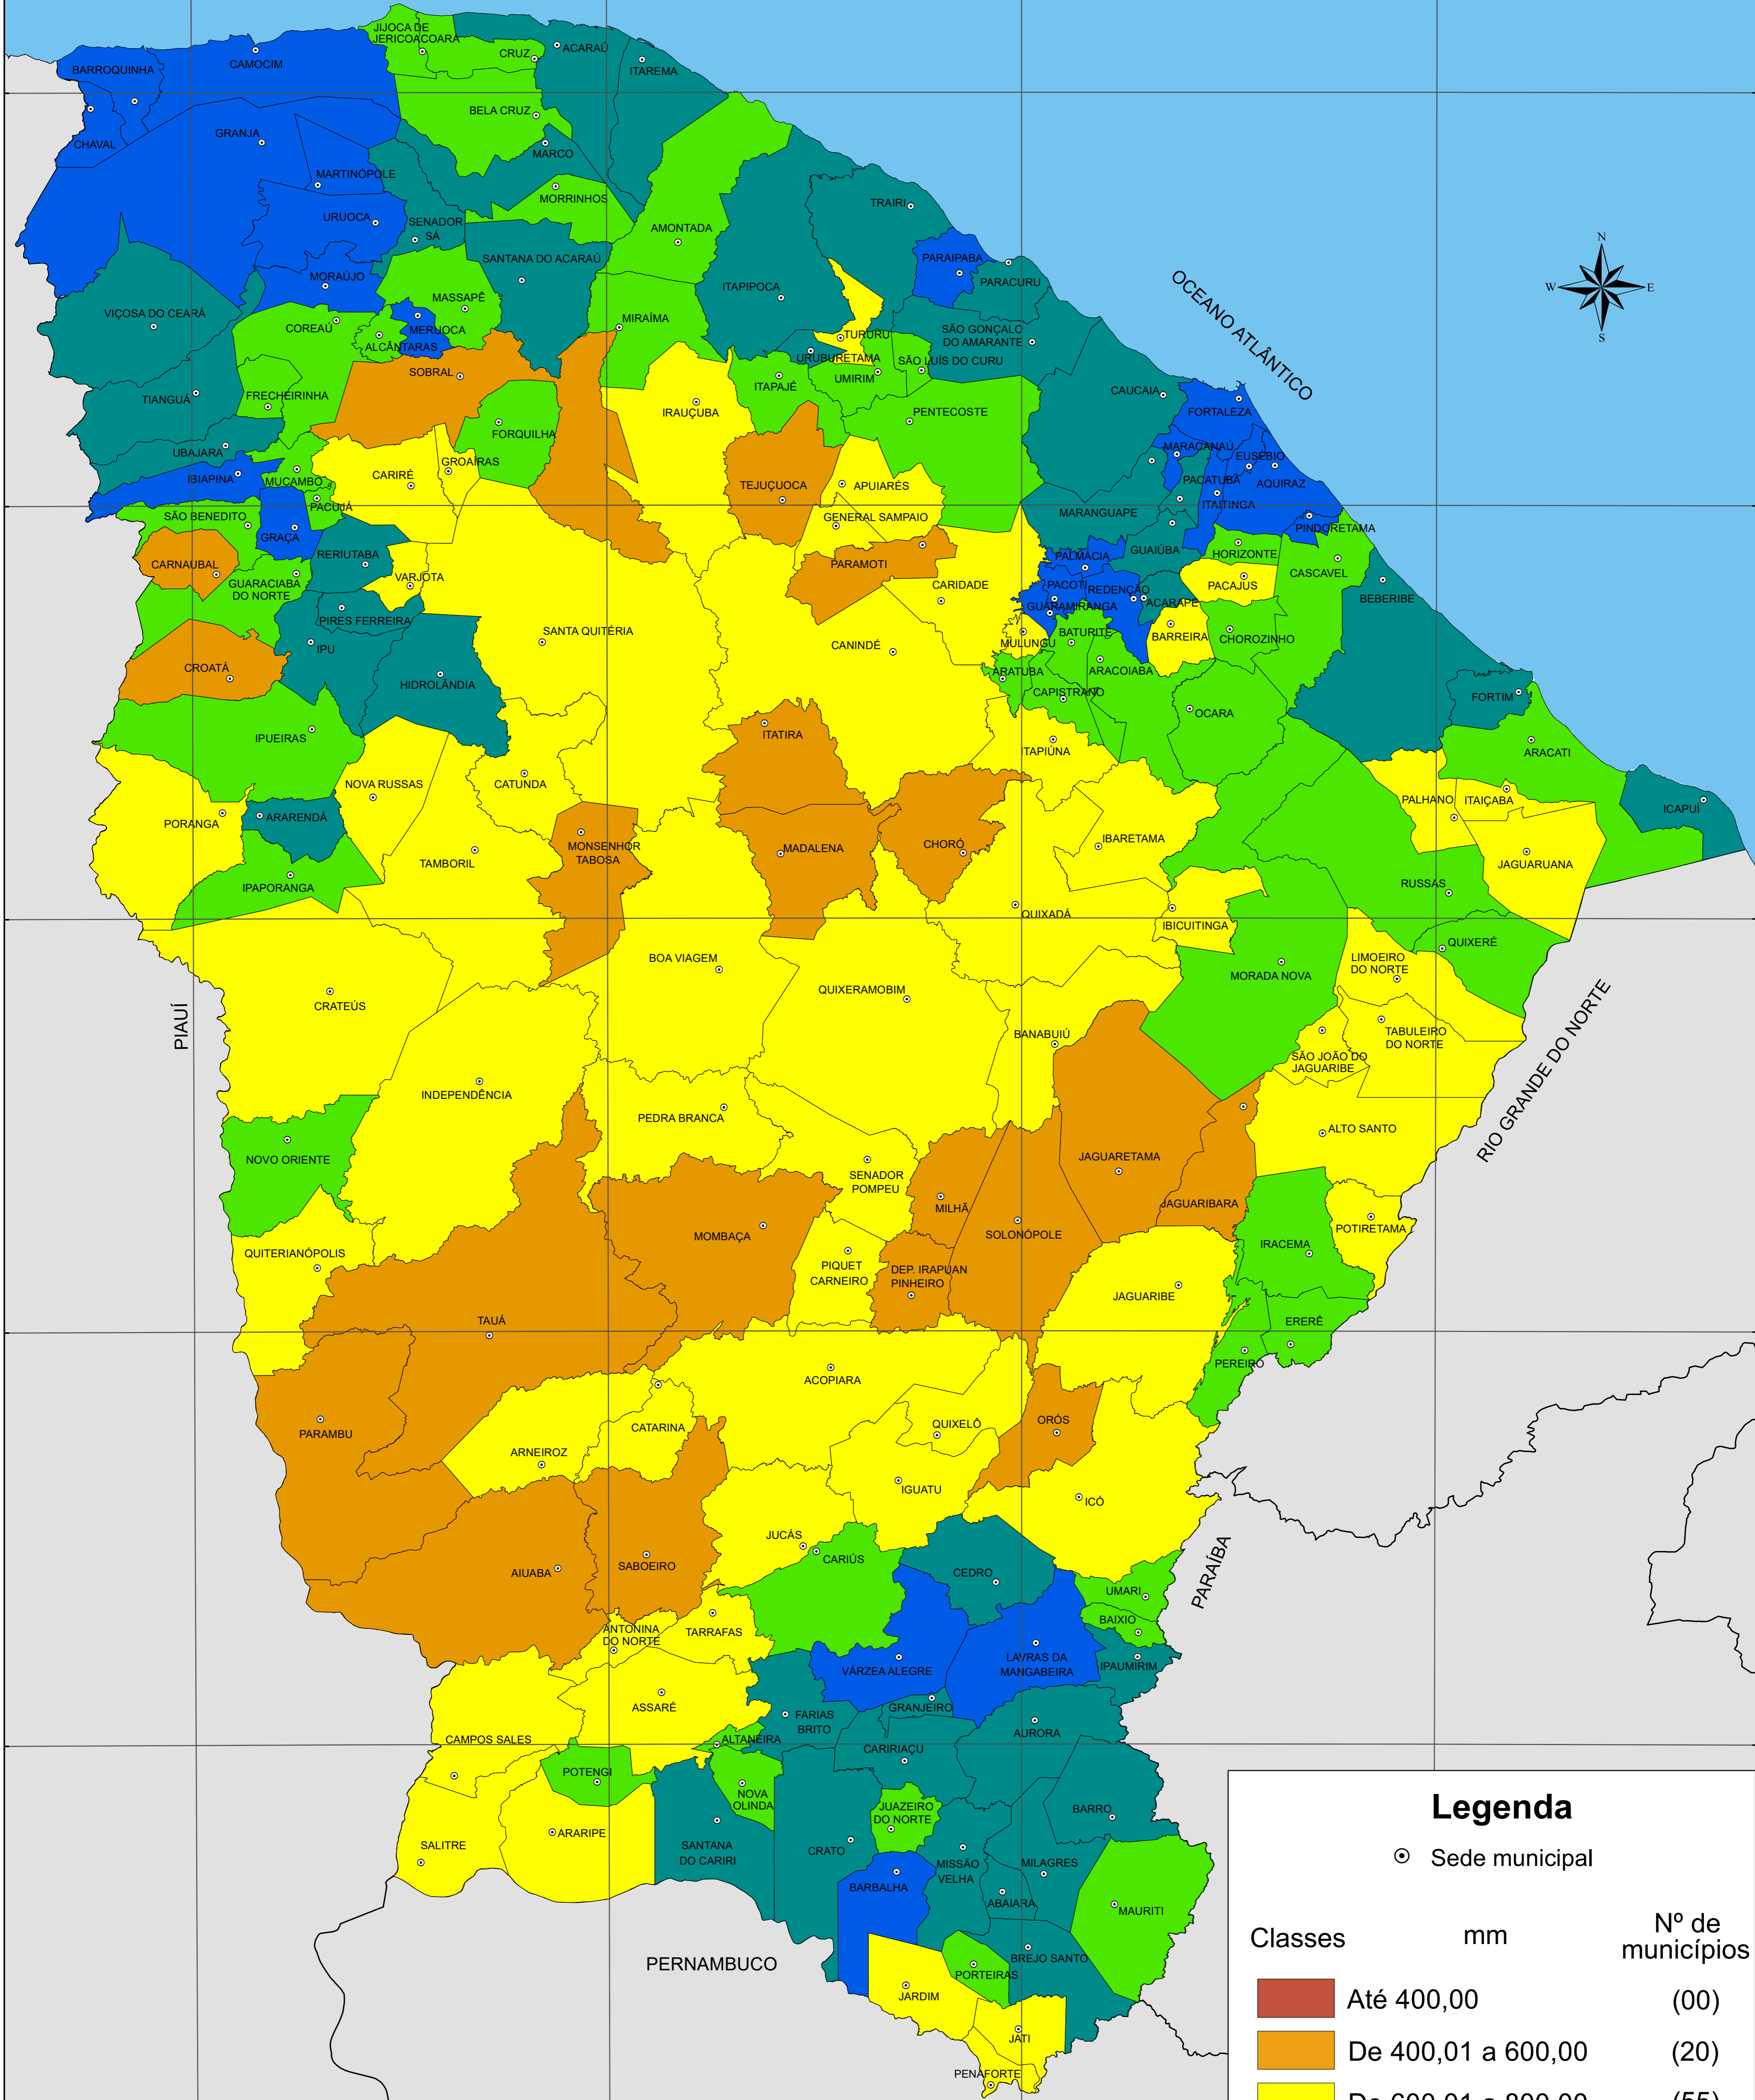 JIJOCA DE
JERICOACOARA
CRUZ
ACARAÚ
ITAREMA
BARROQUINHA
CAMOCIM
CHAVAL
GRANJA
BELA CRUZ
MARCO
MARTINÓPOLE
MORRINHOS
URUOCA
SENADOR
SÁ
AMONTADA
TRAIRI
SANTANA DO ACARAÚ
PARAIPABA
PARACURU
N
W
E
S
OCEANO ATLÂNTICO
MORAÚJO
MASSAPÊ
ITAPIPOCA
VIÇOSA DO CEARÁ
COREAÚ
MERUOCA
ALCÂNTARAS
MIRAÍMA
TURURU
SÃO GONÇALO
DO AMARANTE
URUBURETAMA
SÃO LUÍS DO CURU
SOBRAL
UMIRIM
ITAPAJÉ
TIANGUÁ
FRECHEIRINHA
IRAUÇUBA
PENTECOSTE
CAUCAIA
FORTALEZA
FORQUILHA
UBAJARA
MARACANAÚ
EUSÉBIO
IBIAPINA
MUCAMBO
CARIRÉ
GROAÍRAS
TEJUÇUOCA
APUIARÉS
PACATUBA
AQUIRAZ
PACUJÁ
ITAITINGA
SÃO BENEDITO
GRAÇA
GENERAL SAMPAIO
MARANGUAPE
PINDORETAMA
RERIUTABA
CARNAUBAL
PARAMOTI
PALMÁCIA
GUAIÚBA
HORIZONTE
CASCAVEL
GUARACIABA
DO NORTE
VARJOTA
CARIDADE
PACOTI
REDENÇÃO
PACAJUS
BEBERIBE
GUARAMIRANGA
ACARAPE
PIRES FERREIRA
SANTA QUITÉRIA
CANINDÉ
MULUNGU
BATURITÉ
BARREIRA
CHOROZINHO
IPU
CROATÁ
HIDROLÂNDIA
ARATUBA
ARACOIABA
CAPISTRANO
OCARA
FORTIM
IPUEIRAS
ITATIRA
ITAPIÚNA
ARACATI
NOVA RUSSAS
CATUNDA
PORANGA
ARARENDÁ
PALHANO
ITAIÇABA
ICAPUÍ
TAMBORIL
MONSENHOR
TABOSA
MADALENA
CHORÓ
IBARETAMA
JAGUARUANA
IPAPORANGA
RUSSAS
QUIXADÁ
IBICUITINGA
QUIXERÉ
BOA VIAGEM
LIMOEIRO
DO NORTE
CRATEÚS
QUIXERAMOBIM
MORADA NOVA
PIAUÍ
BANABUIÚ
TABULEIRO
DO NORTE
SÃO JOÃO DO
JAGUARIBE
RIO GRANDE DO NORTE
INDEPENDÊNCIA
PEDRA BRANCA
ALTO SANTO
NOVO ORIENTE
SENADOR
POMPEU
JAGUARETAMA
MILHÃ
JAGUARIBARA
MOMBAÇA
SOLONÓPOLE
IRACEMA
POTIRETAMA
QUITERIANÓPOLIS
PIQUET
CARNEIRO
DEP. IRAPUAN
PINHEIRO
JAGUARIBE
TAUÁ
ERERÊ
PEREIRO
ACOPIARA
PARAMBU
CATARINA
QUIXELÔ
ORÓS
ARNEIROZ
IGUATU
ICÓ
JUCÁS
CARIÚS
AIUABA
SABOEIRO
CEDRO
PARAÍBA
UMARI
ANTONINA
DO NORTE
TARRAFAS
BAIXIO
VÁRZEA ALEGRE
LAVRAS DA
MANGABEIRA
IPAUMIRIM
ASSARÉ
GRANJEIRO
FARIAS
BRITO
AURORA
CAMPOS SALES
ALTANEIRA
CARIRIAÇU
POTENGI
NOVA
OLINDA
JUAZEIRO
DO NORTE
BARRO
ARARIPE
SALITRE
SANTANA
DO CARIRI
CRATO
MISSÃO
VELHA
MILAGRES
BARBALHA
ABAIARA
MAURITI
PERNAMBUCO
BREJO SANTO
PORTEIRAS
JARDIM
JATI
PENAFORTE
Legenda
Sede municipal
Classes
mm
Nº de
municípios
Até 400,00
(00)
De 400,01 a 600,00
(20)
De 600,01 a 800,00
(55)